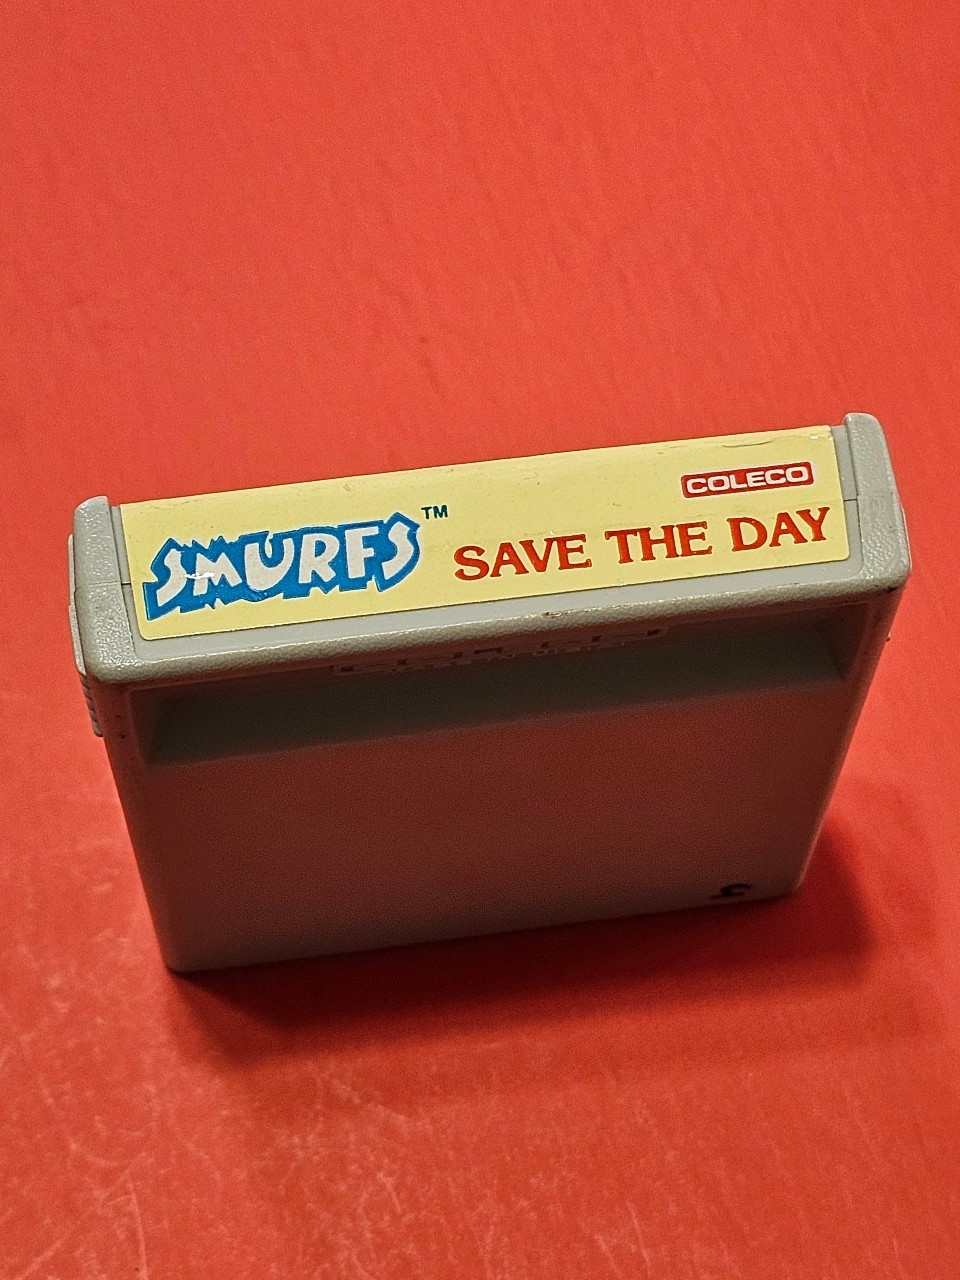 COLECO
SMURFS™ SAVE THE DAY